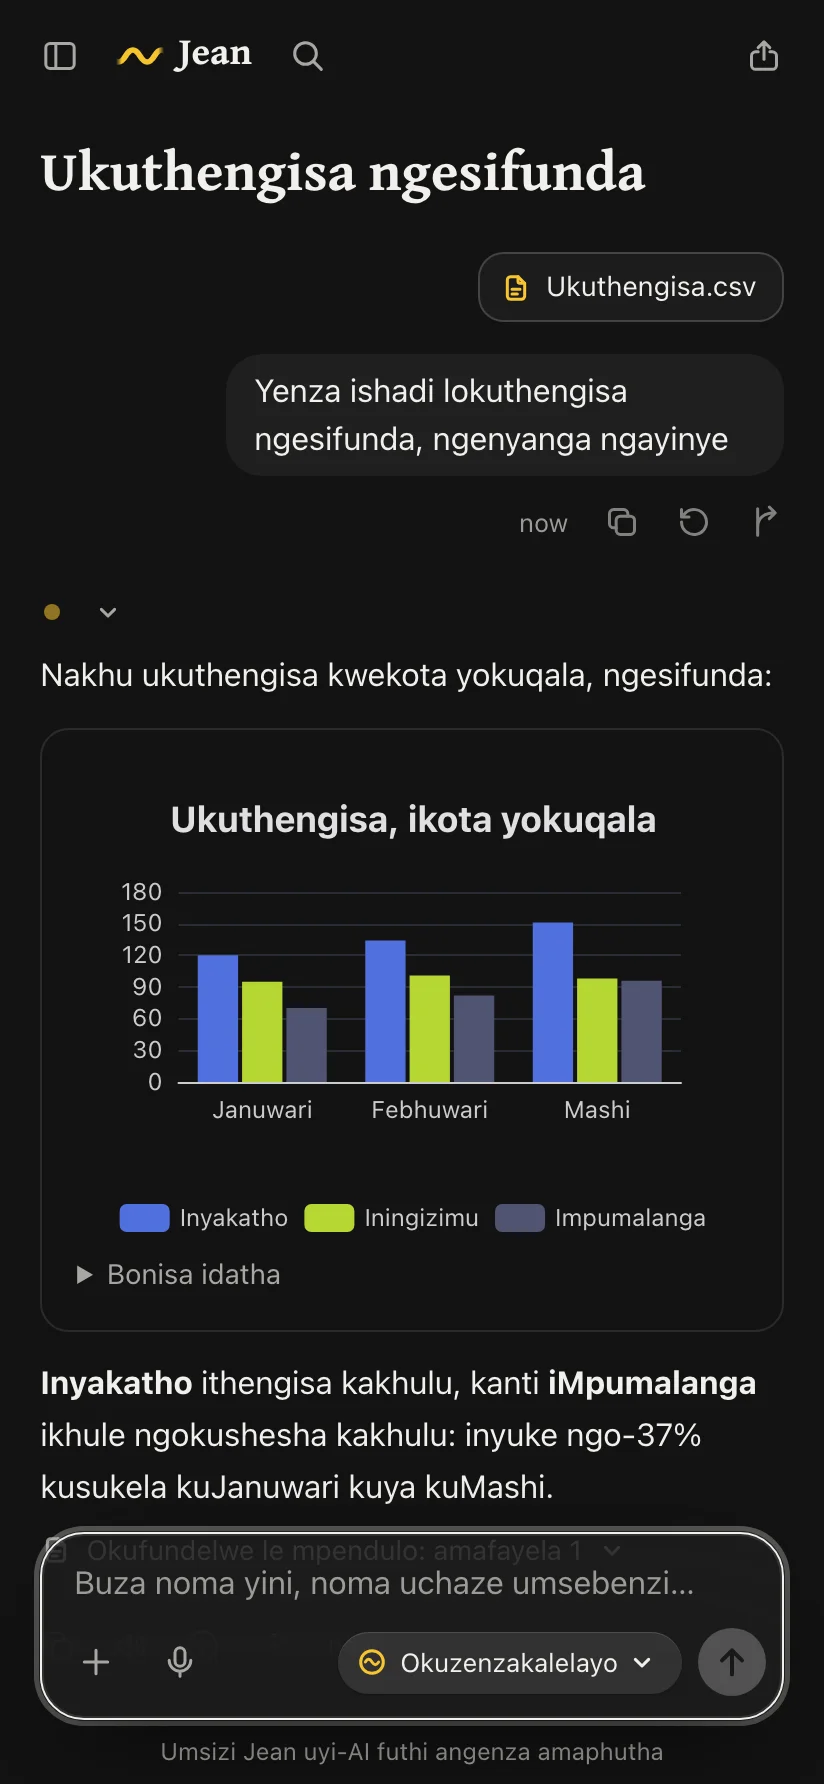 Jean
Ukuthengisa ngesifunda
Ukuthengisa.csv
Yenza ishadi lokuthengisa
ngesifunda, ngenyanga ngayinye
now
Nakhu ukuthengisa kwekota yokuqala, ngesifunda:
Ukuthengisa, ikota yokuqala
180
150
120
90
60
30
0
Januwari Febhuwari Mashi
Inyakatho Iningizimu Impumalanga
Bonisa idatha
Inyakatho ithengisa kakhulu, kanti iMpumalanga
ikhule ngokushesha kakhulu: inyuke ngo-37%
kusukela kuJanuwari kuya kuMashi.
Okufundelwe le mpendulo: amafayela 1
Buza noma yini, noma uchaze umsebenzi...
Okuzenzakalelayo
Umsizi Jean uyi-AI futhi angenza amaphutha